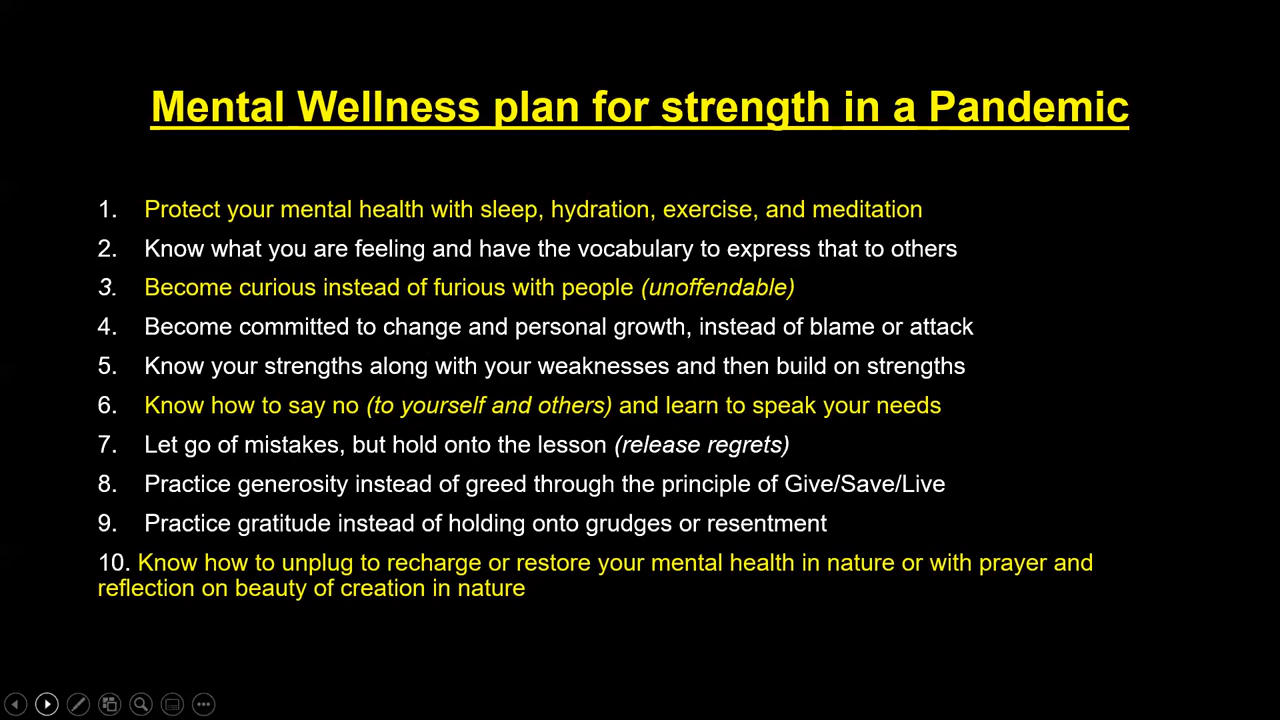 Mental Wellness plan for strength in a Pandemic
1. Protect your mental health with sleep, hydration, exercise, and meditation
2. Know what you are feeling and have the vocabulary to express that to others
3. Become curious instead of furious with people (unoffendable)
4. Become committed to change and personal growth, instead of blame or attack
5. Know your strengths along with your weaknesses and then build on strengths
6. Know how to say no (to yourself and others) and learn to speak your needs
7. Let go of mistakes, but hold onto the lesson (release regrets)
8. Practice generosity instead of greed through the principle of Give/Save/Live
9. Practice gratitude instead of holding onto grudges or resentment
10. Know how to unplug to recharge or restore your mental health in nature or with prayer and
reflection on beauty of creation in nature